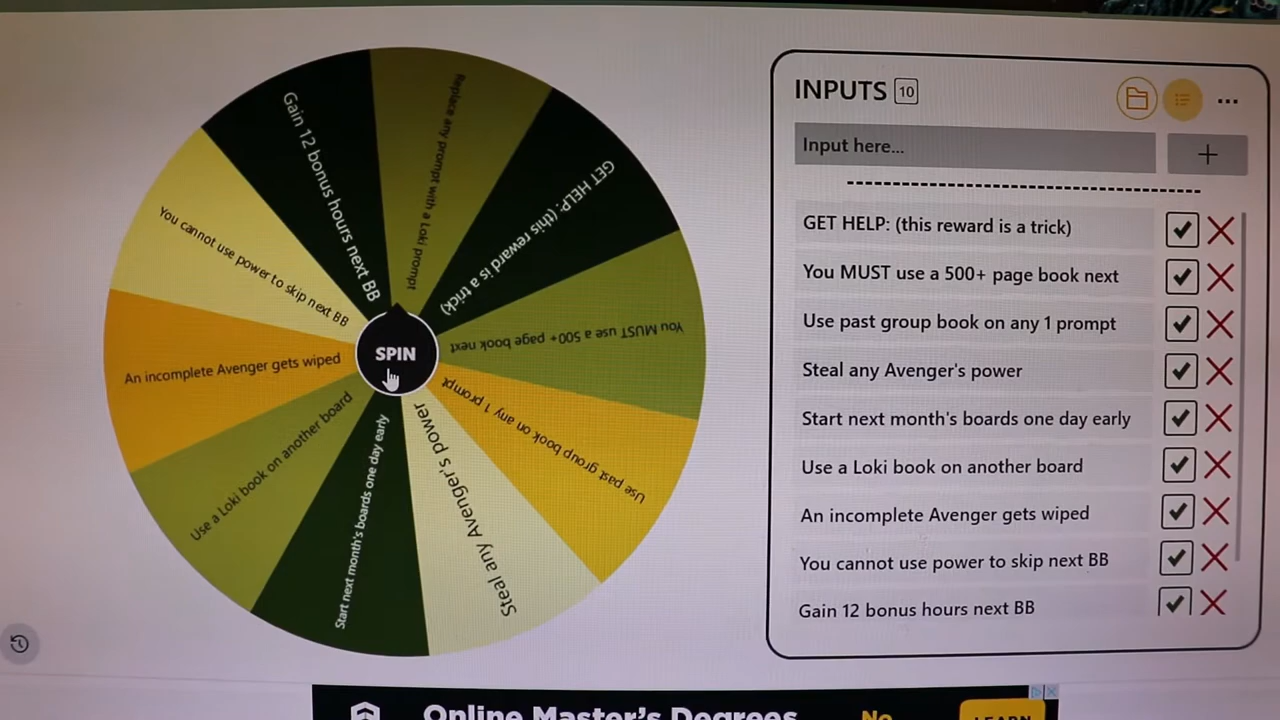 Gain 12 bonus hours next BB
Replace any prompt with a Loki prompt
GET HELP: (this reward is a trick)
You MUST use a 500+ page book next
Use past group book on any 1 prompt
Steal any Avenger's power
Start next month's boards one day early
Use a Loki book on another board
An incomplete Avenger gets wiped
You cannot use power to skip next BB
SPIN
INPUTS 10
Input here...
GET HELP: (this reward is a trick)
You MUST use a 500+ page book next
Use past group book on any 1 prompt
Steal any Avenger's power
Start next month's boards one day early
Use a Loki book on another board
An incomplete Avenger gets wiped
You cannot use power to skip next BB
Gain 12 bonus hours next BB
Online Master's Degrees
No
LEARN